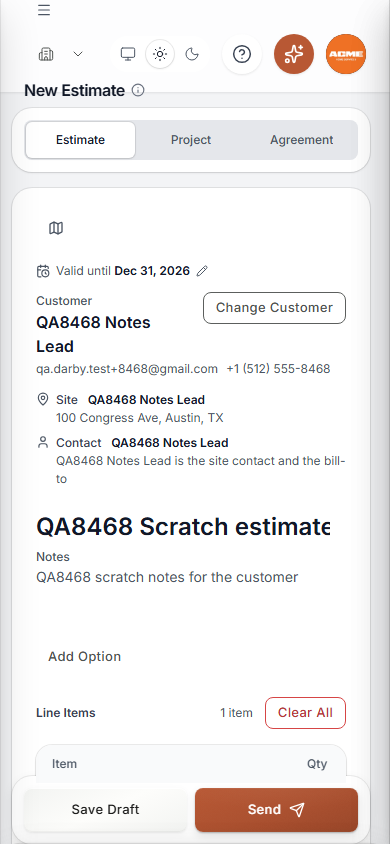 ACME
New Estimate
Estimate
Project
Agreement
Valid until Dec 31, 2026
Customer
Change Customer
QA8468 Notes
Lead
qa.darby.test+8468@gmail.com +1 (512) 555-8468
Site QA8468 Notes Lead
100 Congress Ave, Austin, TX
Contact QA8468 Notes Lead
QA8468 Notes Lead is the site contact and the bill-
to
QA8468 Scratch estimate
Notes
QA8468 scratch notes for the customer
Add Option
Line Items
1 item
Clear All
Item
Qty
Save Draft
Send